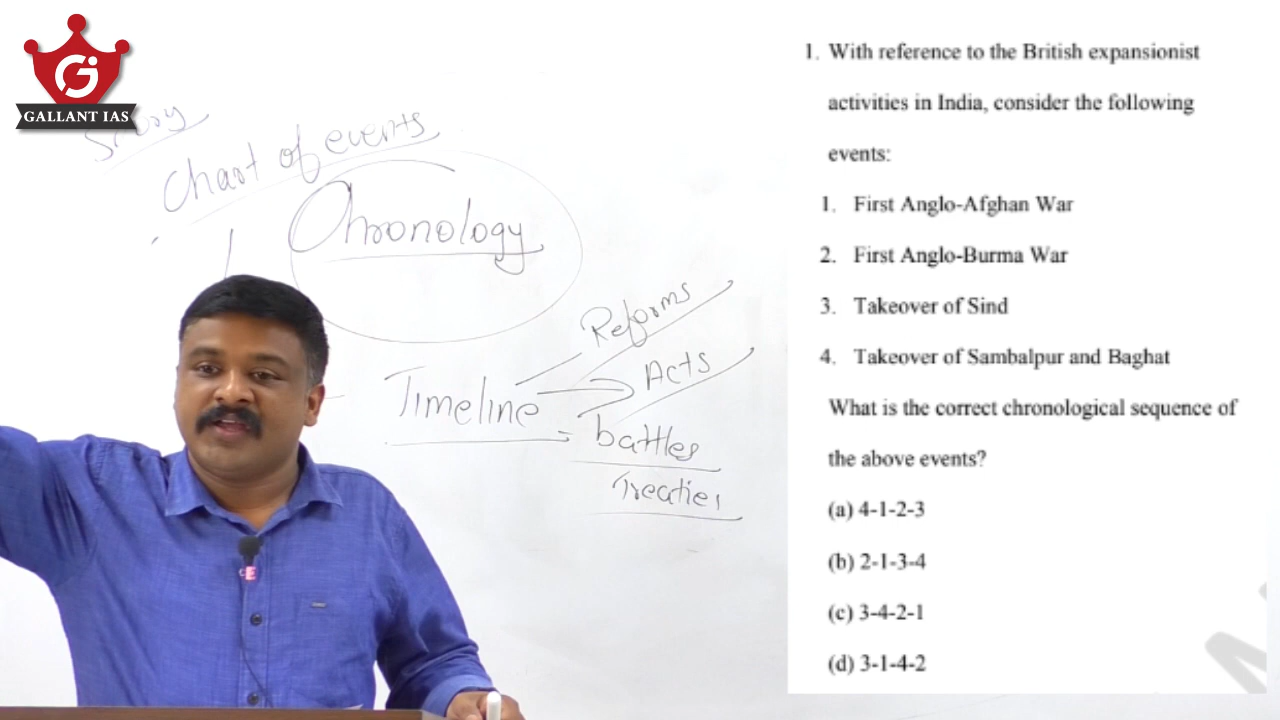 GALLANT IAS
Story
Chart of events
Chronology
Timeline
Reforms
Acts
battles
Treaties
1. With reference to the British expansionist
activities in India, consider the following
events:
1. First Anglo-Afghan War
2. First Anglo-Burma War
3. Takeover of Sind
4. Takeover of Sambalpur and Baghat
What is the correct chronological sequence of
the above events?
(a) 4-1-2-3
(b) 2-1-3-4
(c) 3-4-2-1
(d) 3-1-4-2